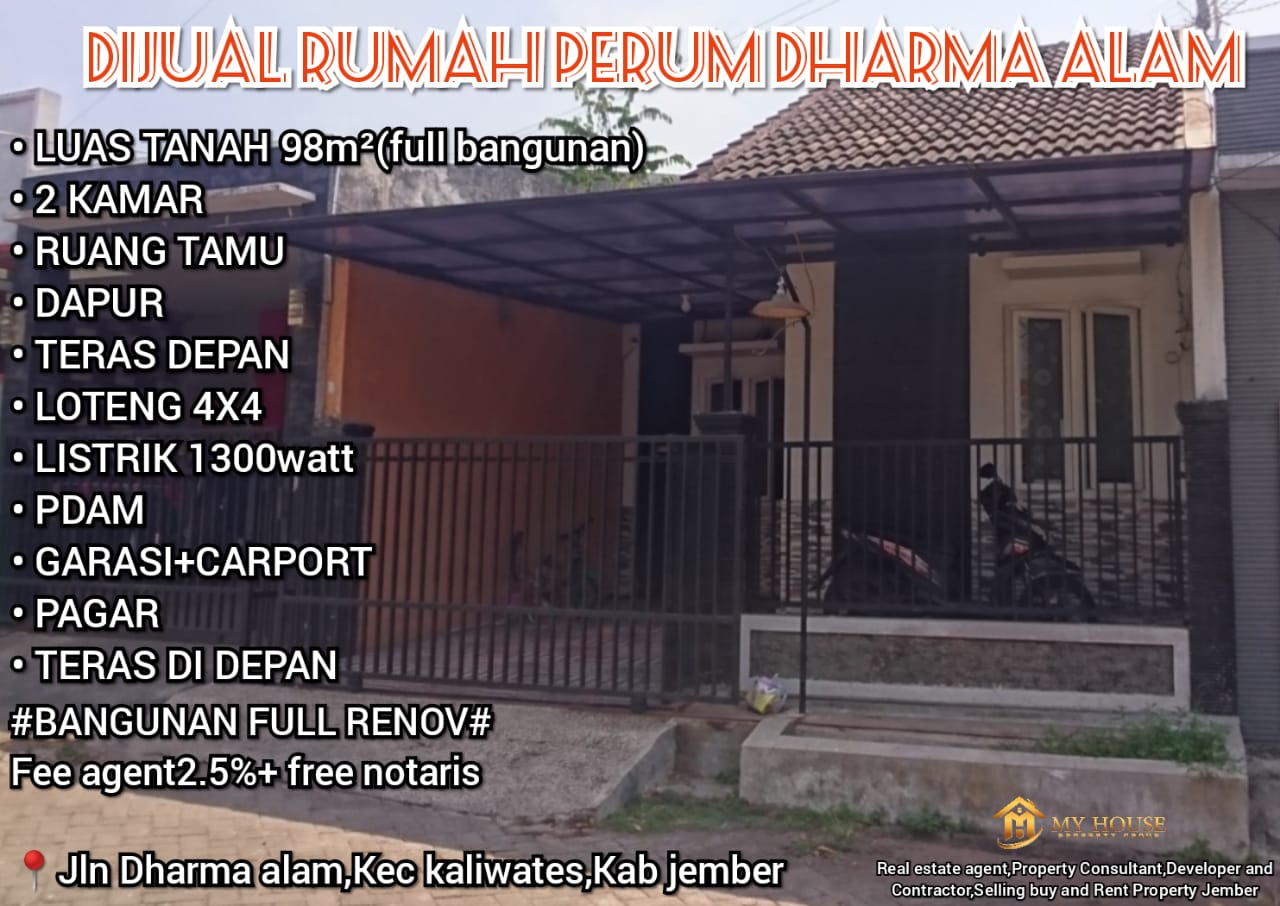 DIJUAL RUMAH PERUM DHARMA ALAM
• LUAS TANAH 98m²(full bangunan)
• 2 KAMAR
• RUANG TAMU
• DAPUR
• TERAS DEPAN
• LOTENG 4X4
• LISTRIK 1300watt
• PDAM
• GARASI+CARPORT
• PAGAR
• TERAS DI DEPAN
#BANGUNAN FULL RENOV#
Fee agent2.5%+ free notaris
MY HOUSE
📍Jln Dharma alam,Kec kaliwates,Kab jember
Real estate agent,Property Consultant,Developer and
Contractor,Selling buy and Rent Property Jember